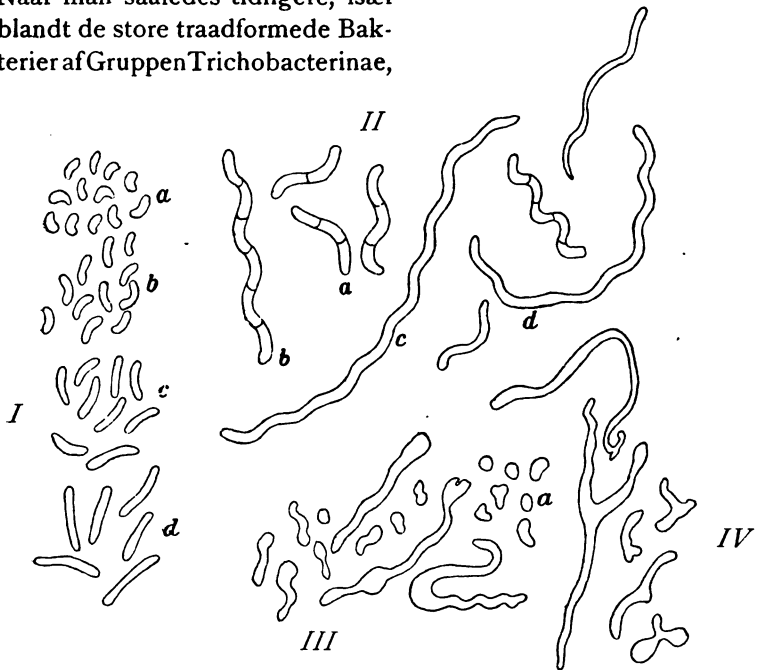 Naar man saaledes tidligere, især
blandt de store traadformede Bak-
terier af Gruppen Trichobacterinae,
II
a
b
a
b
c
d
c
I
d
a
IV
III